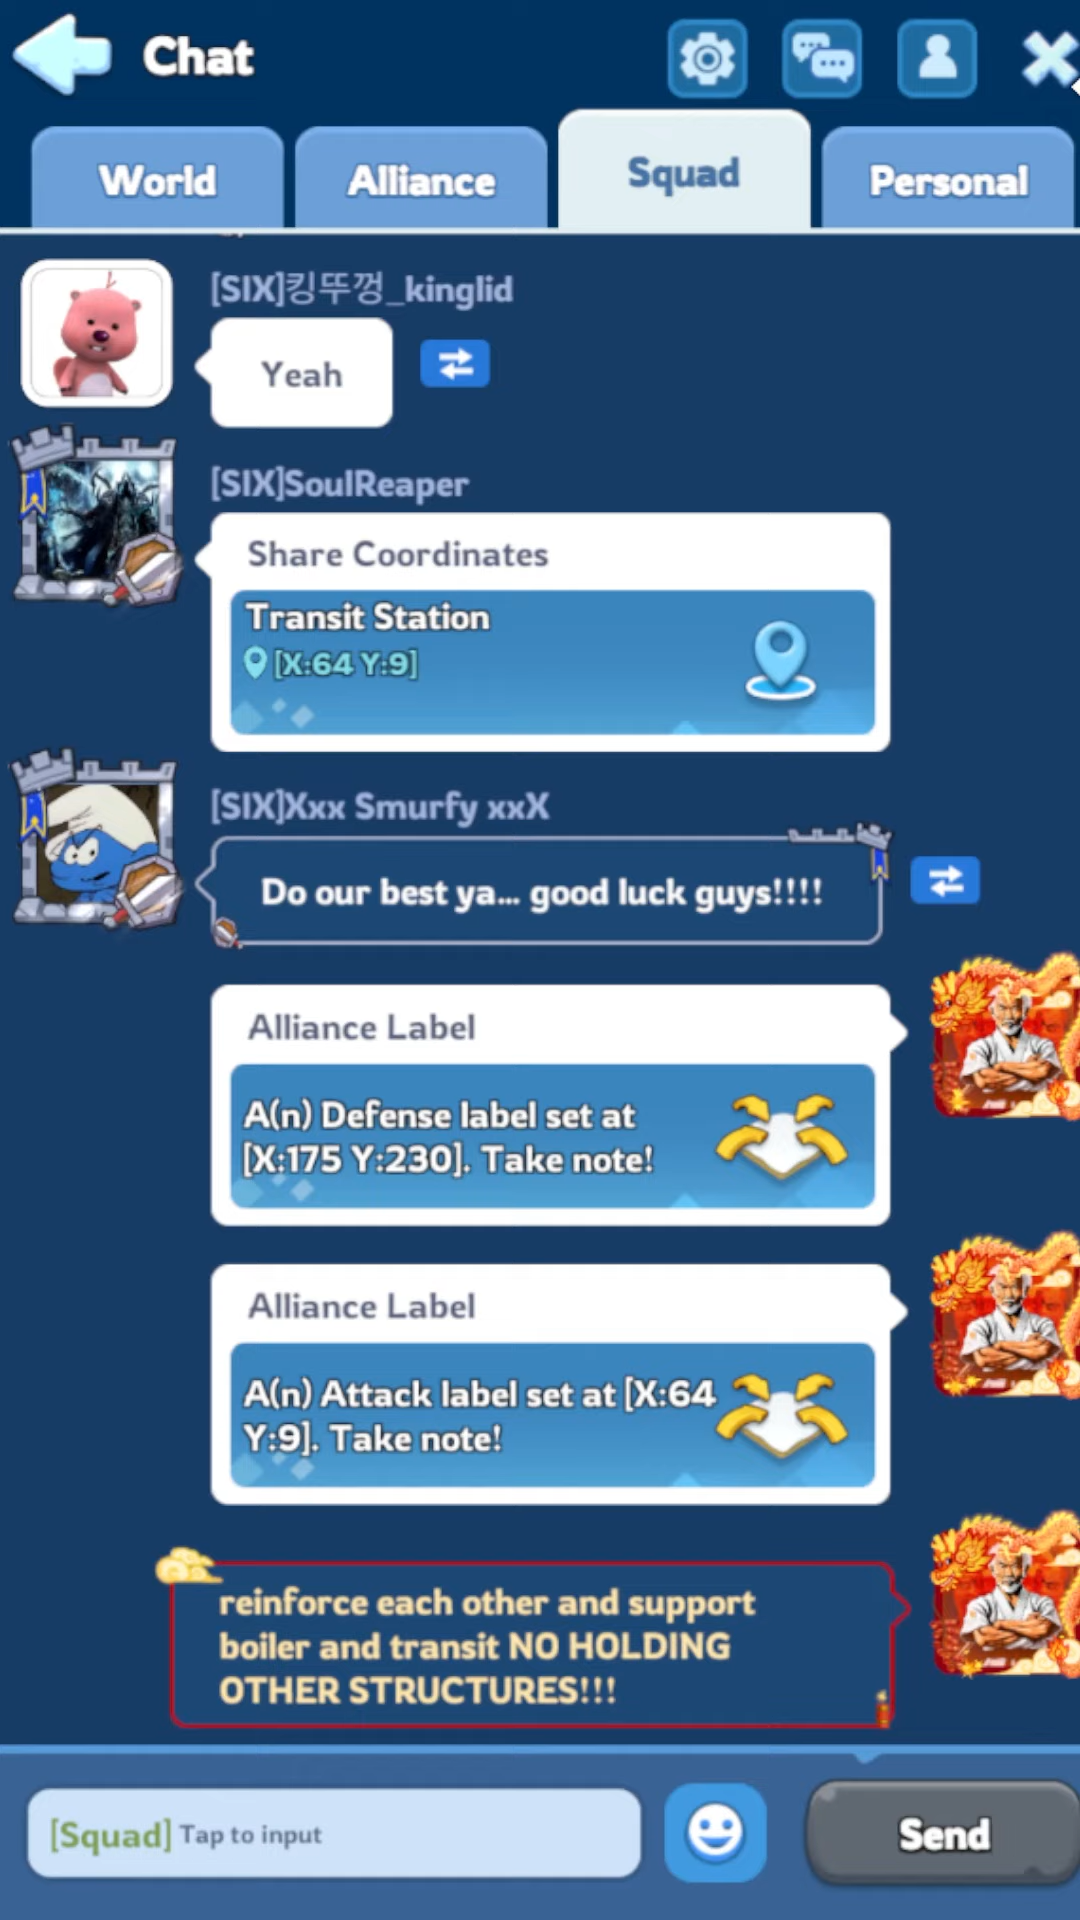 Chat
World
Alliance
Squad
Personal
[SIX]킹뚜껑_kinglid
Yeah
[SIX]SoulReaper
Share Coordinates
Transit Station
[X:64 Y:9]
[SIX]Xxx Smurfy xxX
Do our best ya... good luck guys!!!!
Alliance Label
A(n) Defense label set at
[X:175 Y:230]. Take note!
Alliance Label
A(n) Attack label set at [X:64
Y:9]. Take note!
reinforce each other and support
boiler and transit NO HOLDING
OTHER STRUCTURES!!!
[Squad] Tap to input
Send